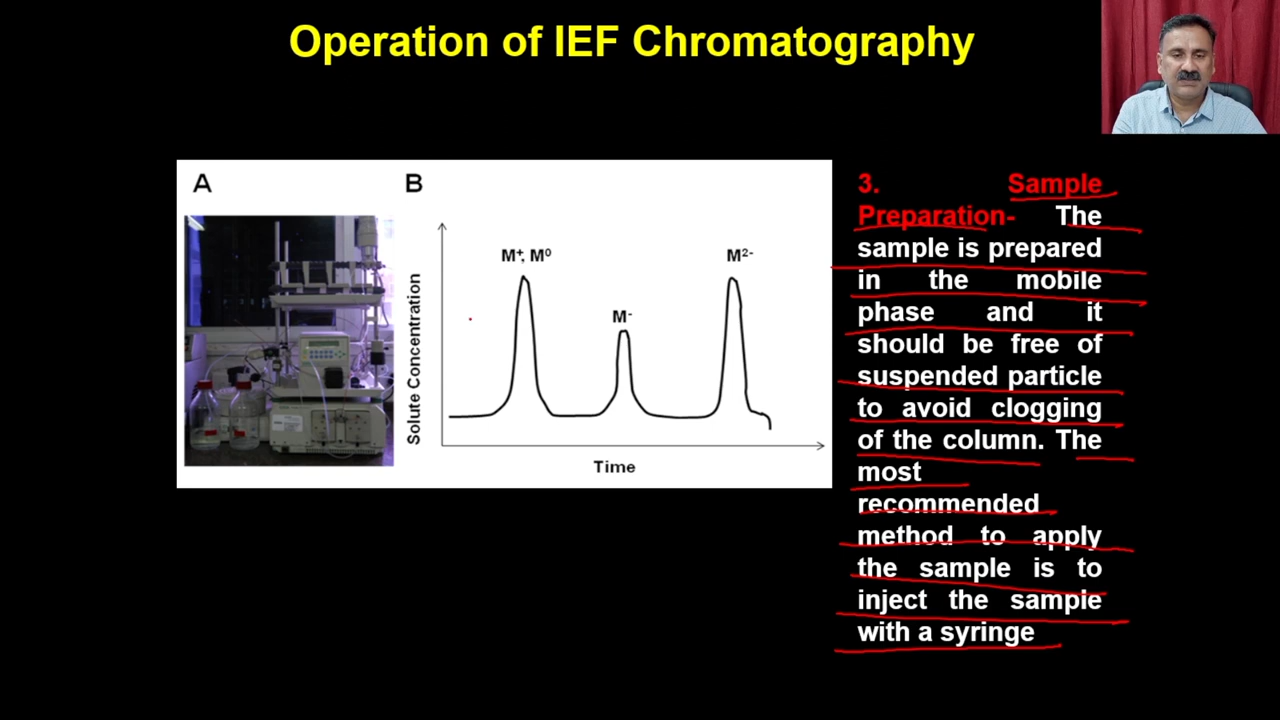 Operation of IEF Chromatography
A
B
M⁺, M⁰
M⁻
M²⁻
Solute Concentration
Time
3. Sample
Preparation- The
sample is prepared
in the mobile
phase and it
should be free of
suspended particle
to avoid clogging
of the column. The
most
recommended
method to apply
the sample is to
inject the sample
with a syringe